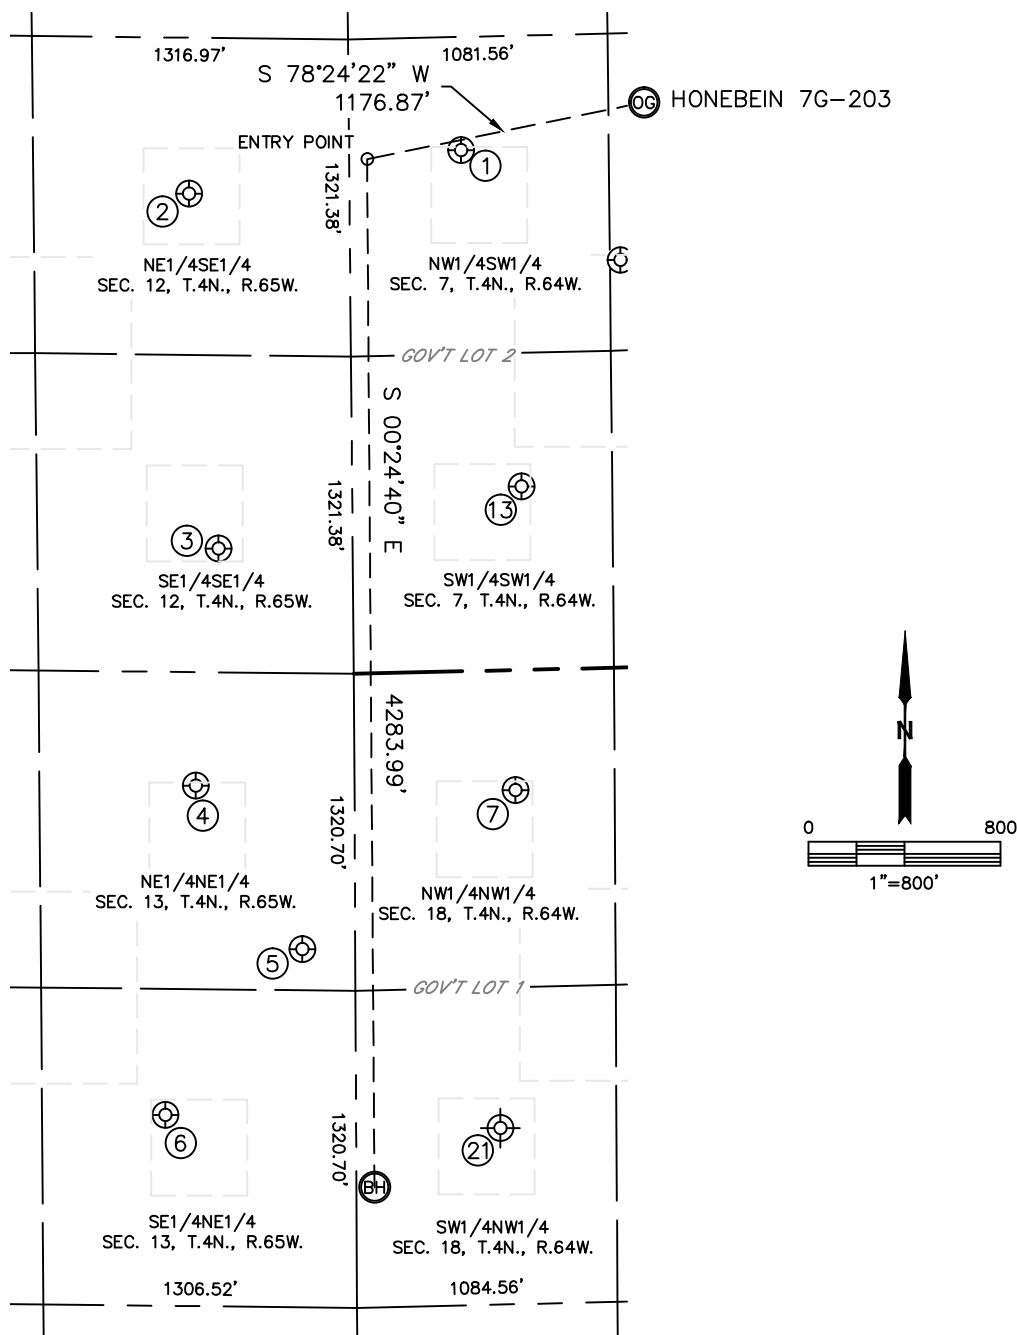 1316.97'
1081.56'
S 78°24'22" W
1176.87'
OG
HONEBEIN 7G-203
ENTRY POINT
1
1321.38'
2
NE1/4SE1/4
SEC. 12, T.4N., R.65W.
NW1/4SW1/4
SEC. 7, T.4N., R.64W.
GOV'T LOT 2
S 00°24'40" E
1321.38'
3
13
SE1/4SE1/4
SEC. 12, T.4N., R.65W.
SW1/4SW1/4
SEC. 7, T.4N., R.64W.
N
4283.99'
4
7
1320.70'
0
800
1"=800'
NE1/4NE1/4
SEC. 13, T.4N., R.65W.
NW1/4NW1/4
SEC. 18, T.4N., R.64W.
5
GOV'T LOT 1
1320.70'
6
21
BH
SE1/4NE1/4
SEC. 13, T.4N., R.65W.
SW1/4NW1/4
SEC. 18, T.4N., R.64W.
1306.52'
1084.56'